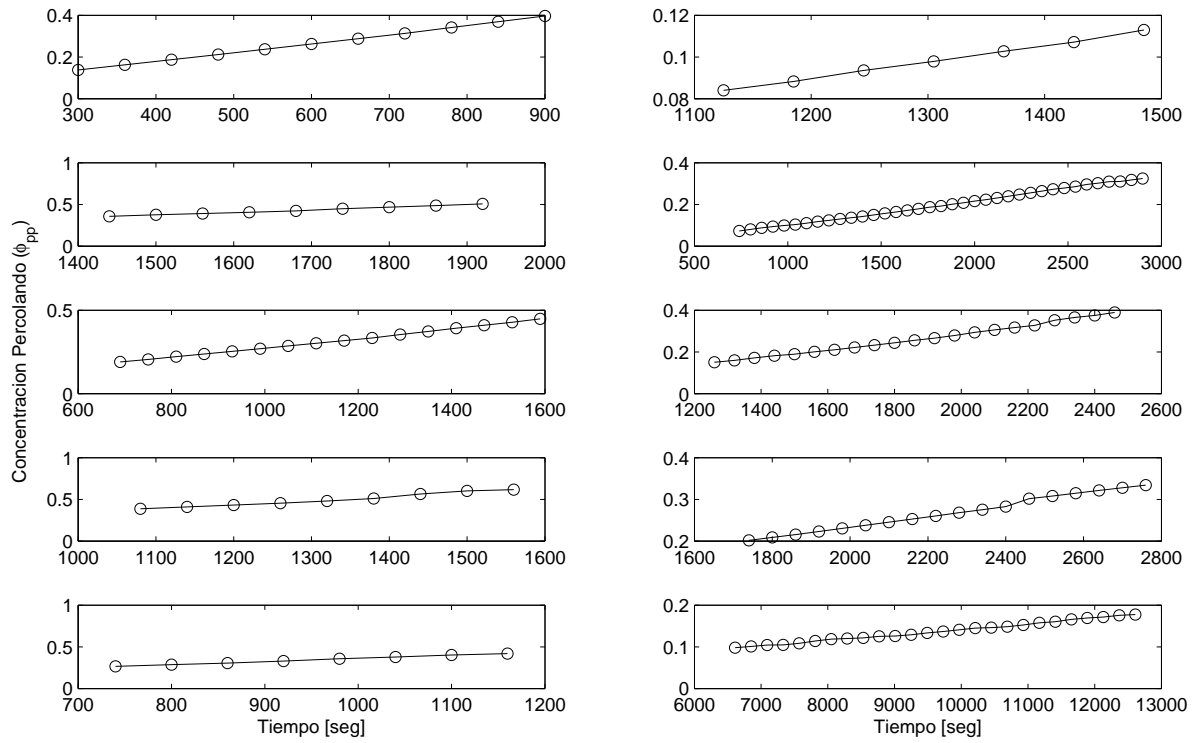 0.4
0.2
0
300 400 500 600 700 800 900
0.12
0.1
0.08
1100 1200 1300 1400 1500
1
0.5
0
1400 1500 1600 1700 1800 1900 2000
0.4
0.2
0
500 1000 1500 2000 2500 3000
Concentracion Percolando (ϕpp)
0.5
0
600 800 1000 1200 1400 1600
0.4
0.2
0
1200 1400 1600 1800 2000 2200 2400 2600
1
0.5
0
1000 1100 1200 1300 1400 1500 1600
0.4
0.3
0.2
1600 1800 2000 2200 2400 2600 2800
1
0.5
0
700 800 900 1000 1100 1200
Tiempo [seg]
0.2
0.1
0
6000 7000 8000 9000 10000 11000 12000 13000
Tiempo [seg]